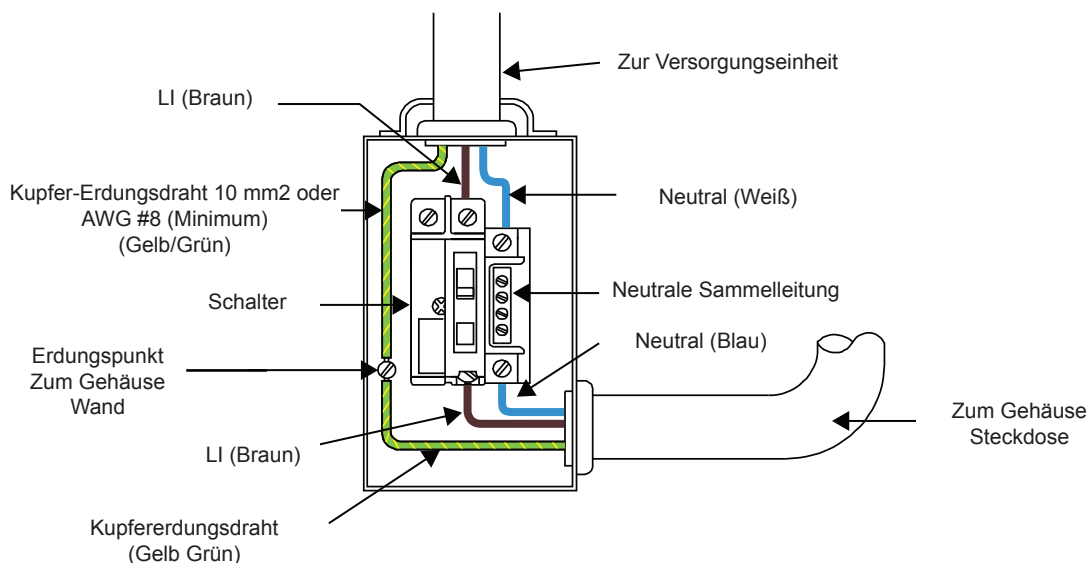 Zur Versorgungseinheit
LI (Braun)
Kupfer-Erdungsdraht 10 mm2 oder
AWG #8 (Minimum)
(Gelb/Grün)
Neutral (Weiß)
Schalter
Neutrale Sammelleitung
Neutral (Blau)
Erdungspunkt
Zum Gehäuse
Wand
Zum Gehäuse
Steckdose
LI (Braun)
Kupfererdungsdraht
(Gelb Grün)